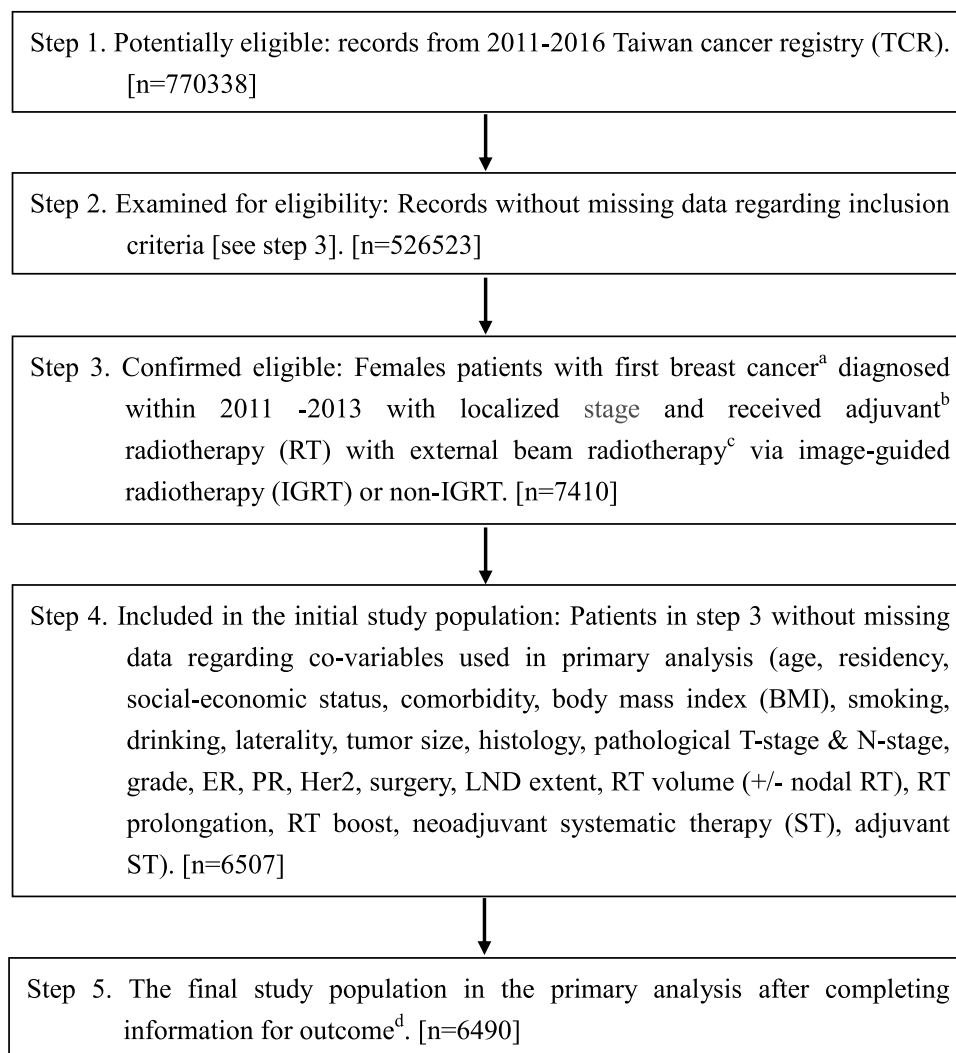 Step 1. Potentially eligible: records from 2011-2016 Taiwan cancer registry (TCR).
[n=770338]
Step 2. Examined for eligibility: Records without missing data regarding inclusion
criteria [see step 3]. [n=526523]
Step 3. Confirmed eligible: Females patients with first breast cancerᵃ diagnosed
within 2011 -2013 with localized stage and received adjuvantᵇ
radiotherapy (RT) with external beam radiotherapyᶜ via image-guided
radiotherapy (IGRT) or non-IGRT. [n=7410]
Step 4. Included in the initial study population: Patients in step 3 without missing
data regarding co-variables used in primary analysis (age, residency,
social-economic status, comorbidity, body mass index (BMI), smoking,
drinking, laterality, tumor size, histology, pathological T-stage & N-stage,
grade, ER, PR, Her2, surgery, LND extent, RT volume (+/- nodal RT), RT
prolongation, RT boost, neoadjuvant systematic therapy (ST), adjuvant
ST). [n=6507]
Step 5. The final study population in the primary analysis after completing
information for outcomeᵈ. [n=6490]